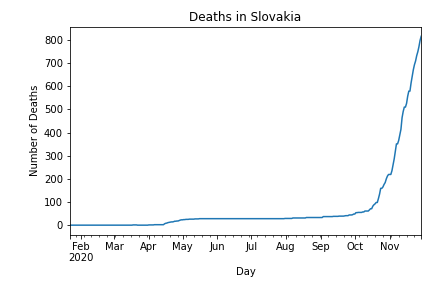 Deaths in Slovakia
Number of Deaths
800
700
600
500
400
300
200
100
0
Feb Mar Apr May Jun Jul Aug Sep Oct Nov
2020
Day